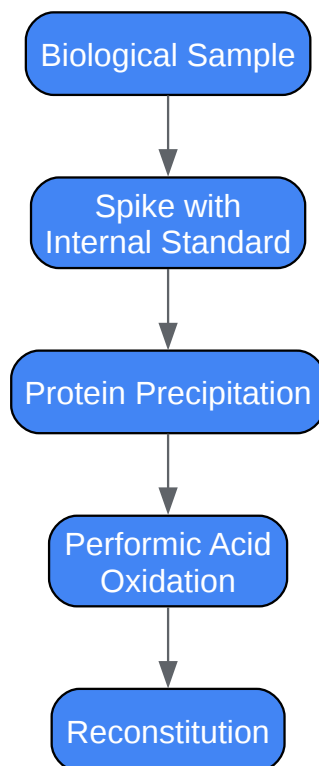 Biological Sample
Spike with
Internal Standard
Protein Precipitation
Performic Acid
Oxidation
Reconstitution